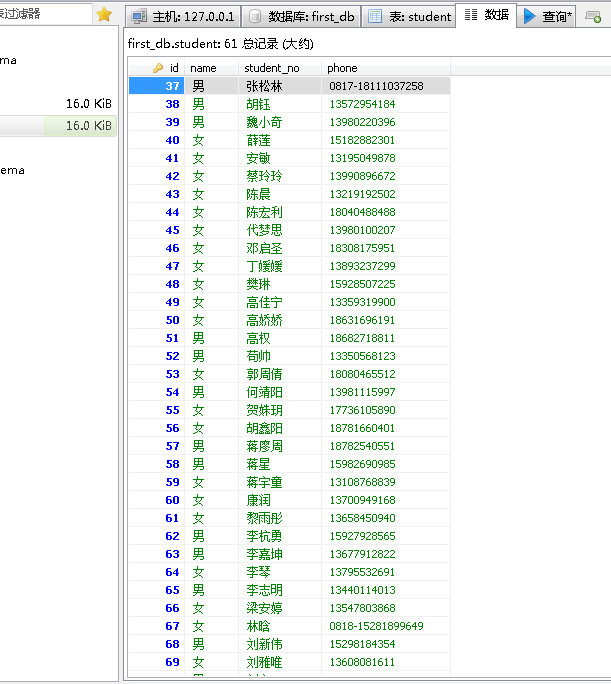 表过滤器 主机: 127.0.0.1 数据库: first_db 表: student 数据 查询*
first_db.student: 61 总记录 (大约)
ema
16.0 KiB
16.0 KiB
ema
id name student_no phone
37 男 张松林 0817-18111037258
38 男 胡钰 13572954184
39 男 魏小奇 13980220396
40 女 薛莲 15182882301
41 女 安敏 13195049878
42 女 蔡玲玲 13990896672
43 女 陈晨 13219192502
44 女 陈宏利 18040488488
45 女 代梦思 13980100207
46 女 邓启圣 18308175951
47 女 丁媛媛 13893237299
48 女 樊琳 15928507225
49 女 高佳宁 13359319900
50 女 高娇娇 18631696191
51 男 高权 18682718811
52 男 苟帅 13350568123
53 女 郭周倩 18080465512
54 男 何靖阳 13981115997
55 女 贺姝玥 17736105890
56 女 胡鑫阳 18781660401
57 男 蒋廖周 18782540551
58 男 蒋星 15982690985
59 女 蒋宇童 13108768839
60 女 康润 13700949168
61 女 黎雨彤 13658450940
62 男 李杭勇 15927928565
63 男 李嘉坤 13677912822
64 女 李琴 13795532691
65 男 李志明 13440114013
66 女 梁安婷 13547803868
67 女 林晗 0818-15281899649
68 男 刘新伟 15298184354
69 女 刘雅唯 13608081611